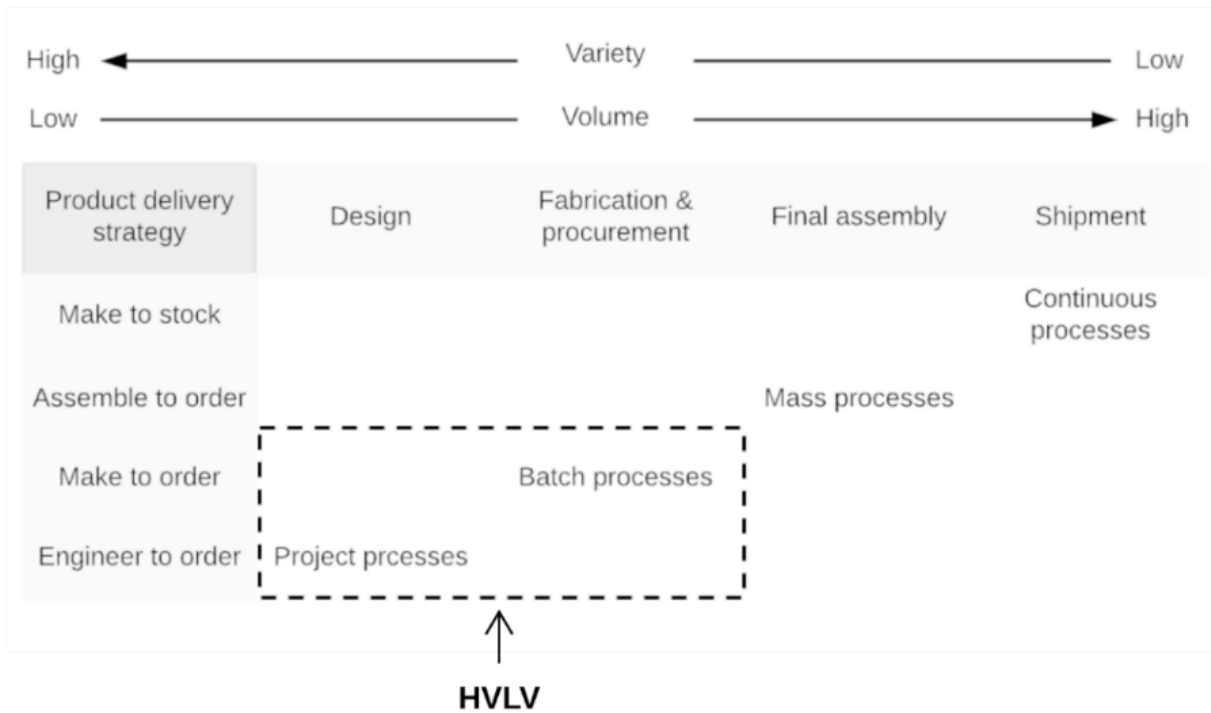 High Variety Low
Low Volume High
Product delivery
strategy
Design
Fabrication &
procurement
Final assembly
Shipment
Make to stock
Continuous
processes
Assemble to order
Mass processes
Make to order
Batch processes
Engineer to order
Project prcesses
HVLV